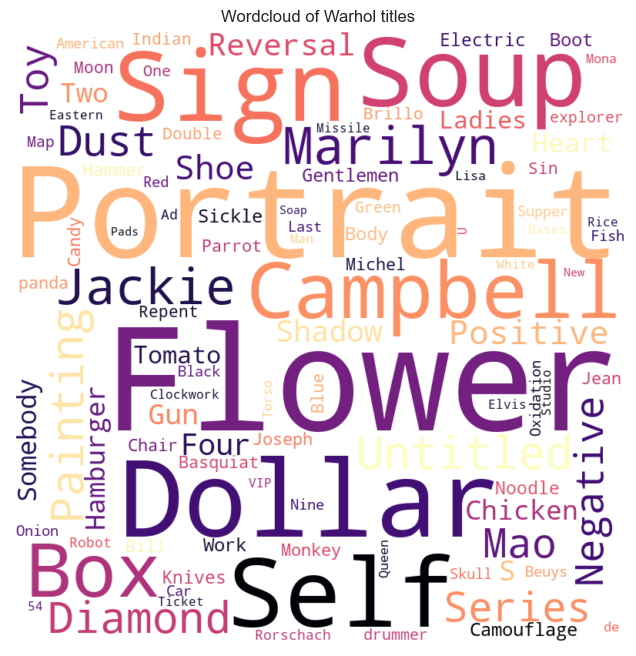 Wordcloud of Warhol titles
American
Indian
Reversal
Electric
Boot
Toy
Moon
One
Sign
Soup
Mona
Two
Eastern
Brillo
Ladies
explorer
Dust
Double
Missile
Marilyn
Heart
Map
Hammer
Shoe
Gentlemen
Lisa
Sin
Red
Portrait
Candy
Pads
Ad
Sickle
Soap
Last
Man
Green
Body
U
Supper
Bases
Rice
Fish
Parrot
Michel
White
New
panda
Jackie
Campbell
Repent
Shadow
Positive
Painting
Tomato
Flower
Black
Clockwork
Torso
Blue
Elvis
Oxidation
Studio
Jean
Somebody
Hamburger
Gun
Untitled
Negative
Chair
Four
Joseph
Basquiat
VIP
Dollar
Noodle
Nine
Chicken
Onion
Robot
Bill
Work
Monkey
Queen
Mao
Box
Knives
Self
Skull
S
Beuys
54
Car
Ticket
Diamond
Series
Rorschach
drummer
Camouflage
de